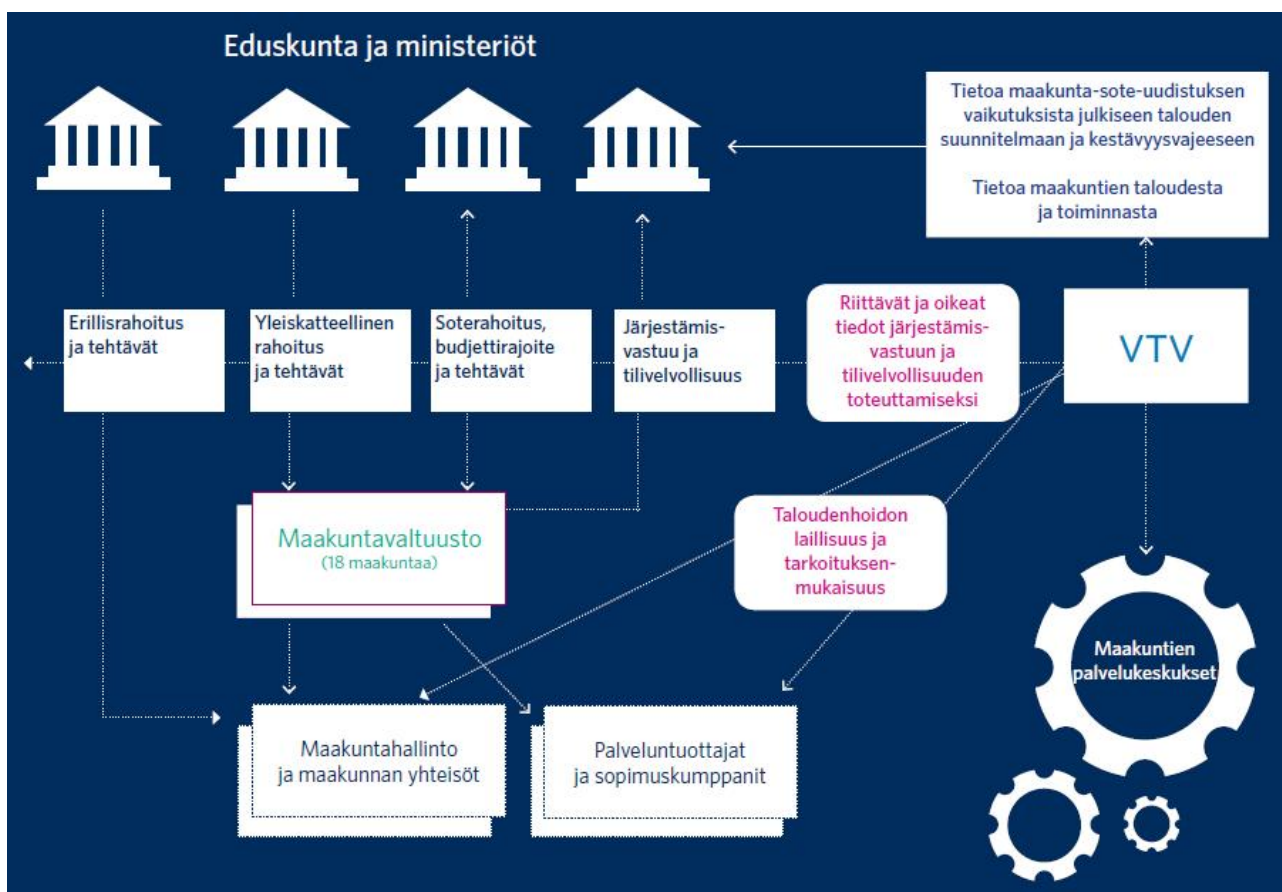 Eduskunta ja ministeriöt
Tietoa maakunta-sote-uudistuksen
vaikutuksista julkiseen talouden
suunnitelmaan ja kestävyysvajeeseen
Tietoa maakuntien taloudesta
ja toiminnasta
Erillisrahoitus
ja tehtävät
Yleiskatteellinen
rahoitus
ja tehtävät
Soterahoitus,
budjettirajoite
ja tehtävät
Järjestämis-
vastuu ja
tilivelvollisuus
Riittävät ja oikeat
tiedot järjestämis-
vastuun ja
tilivelvollisuuden
toteuttamiseksi
VTV
Maakuntavaltuusto
(18 maakuntaa)
Taloudenhoidon
laillisuus ja
tarkoituksen-
mukaisuus
Maakuntien
palvelukeskukset
Maakuntahallinto
ja maakunnan yhteisöt
Palveluntuottajat
ja sopimuskumppanit